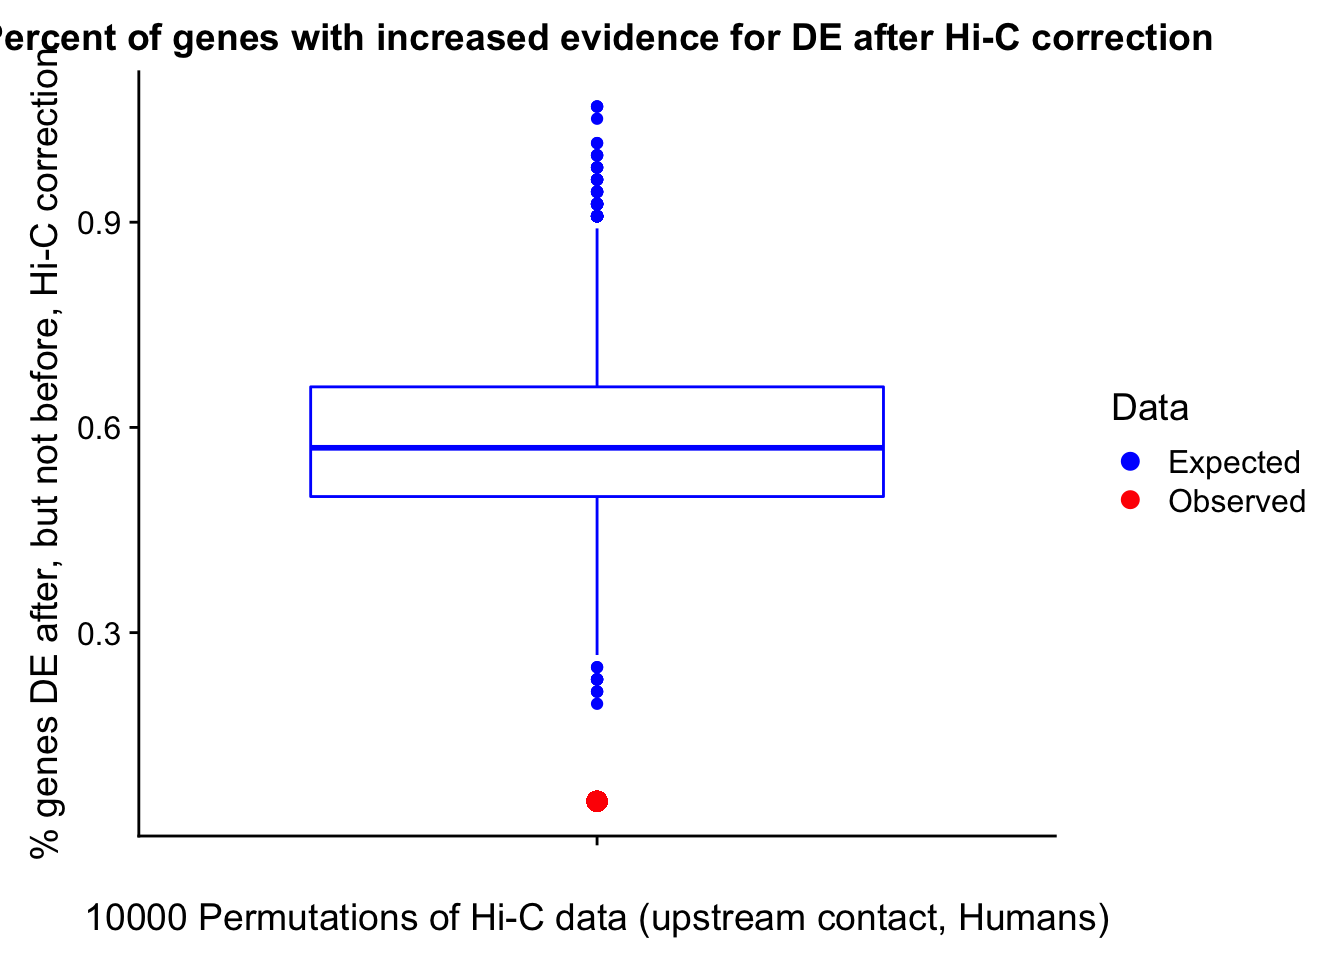 Percent of genes with increased evidence for DE after Hi-C correction
% genes DE after, but not before, Hi-C correction
0.9
0.6
0.3
Data
Expected
Observed
10000 Permutations of Hi-C data (upstream contact, Humans)